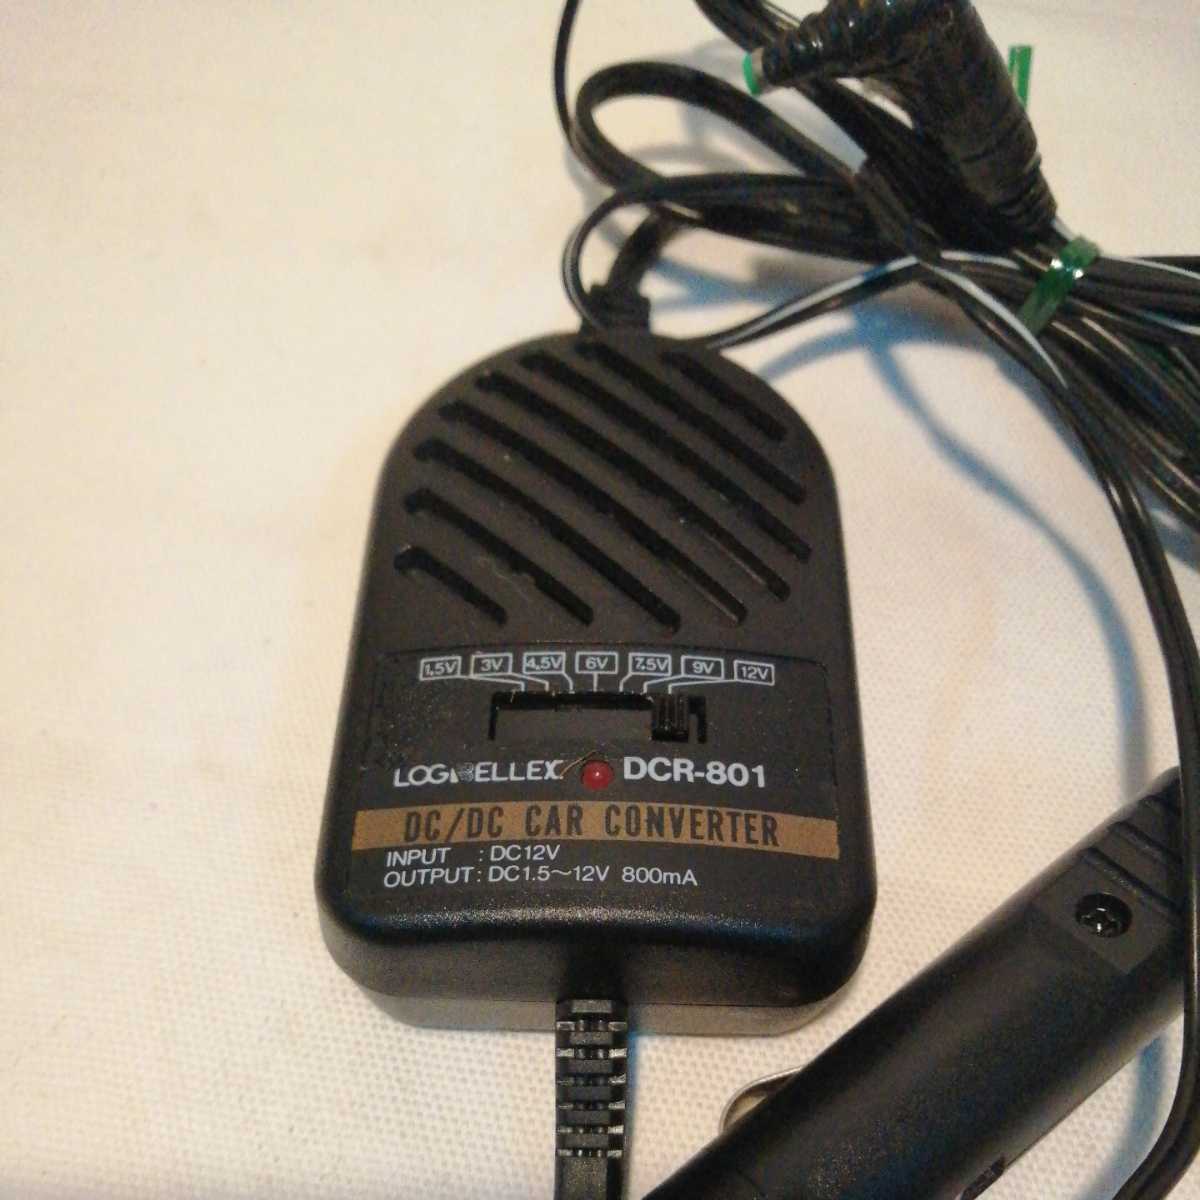 1.5V 3V 4.5V 6V 7.5V 9V 12V
DCR-801
DC/DC CAR CONVERTER
INPUT : DC12V
OUTPUT : DC1.5～12V 800mA